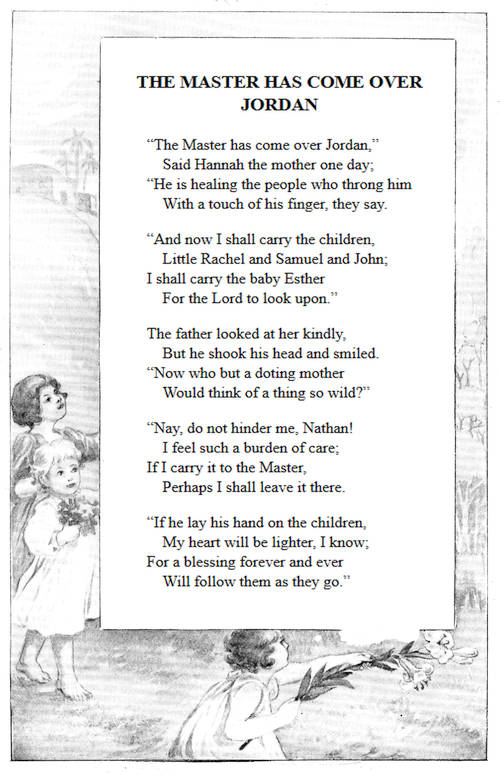 THE MASTER HAS COME OVER
JORDAN
“The Master has come over Jordan,”
Said Hannah the mother one day;
“He is healing the people who throng him
With a touch of his finger, they say.
“And now I shall carry the children,
Little Rachel and Samuel and John;
I shall carry the baby Esther
For the Lord to look upon.”
The father looked at her kindly,
But he shook his head and smiled.
“Now who but a doting mother
Would think of a thing so wild?”
“Nay, do not hinder me, Nathan!
I feel such a burden of care;
If I carry it to the Master,
Perhaps I shall leave it there.
“If he lay his hand on the children,
My heart will be lighter, I know;
For a blessing forever and ever
Will follow them as they go.”